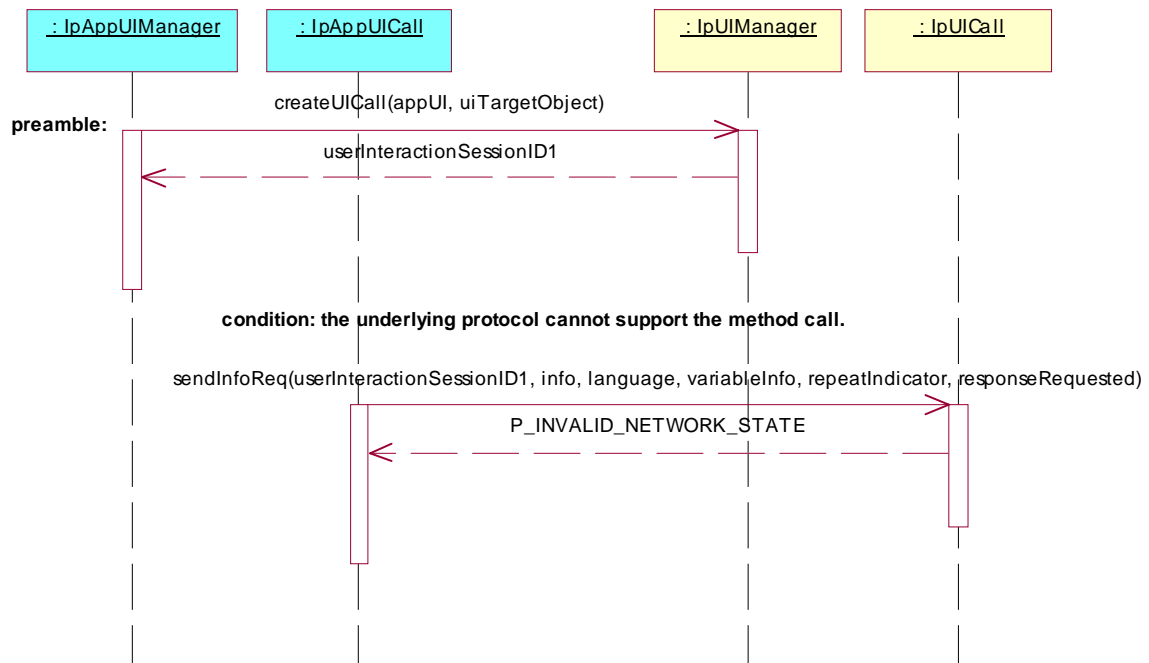 : IpAppUIManager
: IpAppUICall
: IpUIManager
: IpUICall
createUICall(appUI, uiTargetObject)
preamble:
userInteractionSessionID1
condition: the underlying protocol cannot support the method call.
sendInfoReq(userInteractionSessionID1, info, language, variableInfo, repeatIndicator, responseRequested)
P_INVALID_NETWORK_STATE